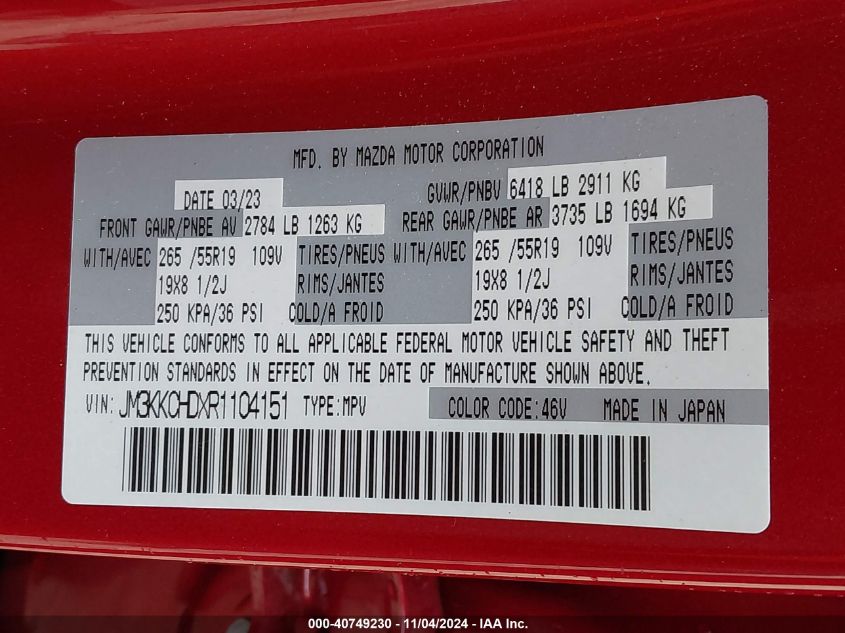 MFD. BY MAZDA MOTOR CORPORATION
DATE 03/23 GVWR/PNBV 6418 LB 2911 KG
FRONT GAWR/PNBE AV 2784 LB 1263 KG REAR GAWR/PNBE AR 3735 LB 1694 KG
WITH/AVEC 265 /55R19 109V TIRES/PNEUS WITH/AVEC 265 /55R19 109V TIRES/PNEUS
19X8 1/2J RIMS/JANTES 19X8 1/2J RIMS/JANTES
250 KPA/36 PSI COLD/A FROID 250 KPA/36 PSI COLD/A FROID
THIS VEHICLE CONFORMS TO ALL APPLICABLE FEDERAL MOTOR VEHICLE SAFETY AND THEFT
PREVENTION STANDARDS IN EFFECT ON THE DATE OF MANUFACTURE SHOWN ABOVE.
VIN: JM3KKCHDXR1104151 TYPE:MPV COLOR CODE:46V MADE IN JAPAN
000-40749230 - 11/04/2024 - IAA Inc.